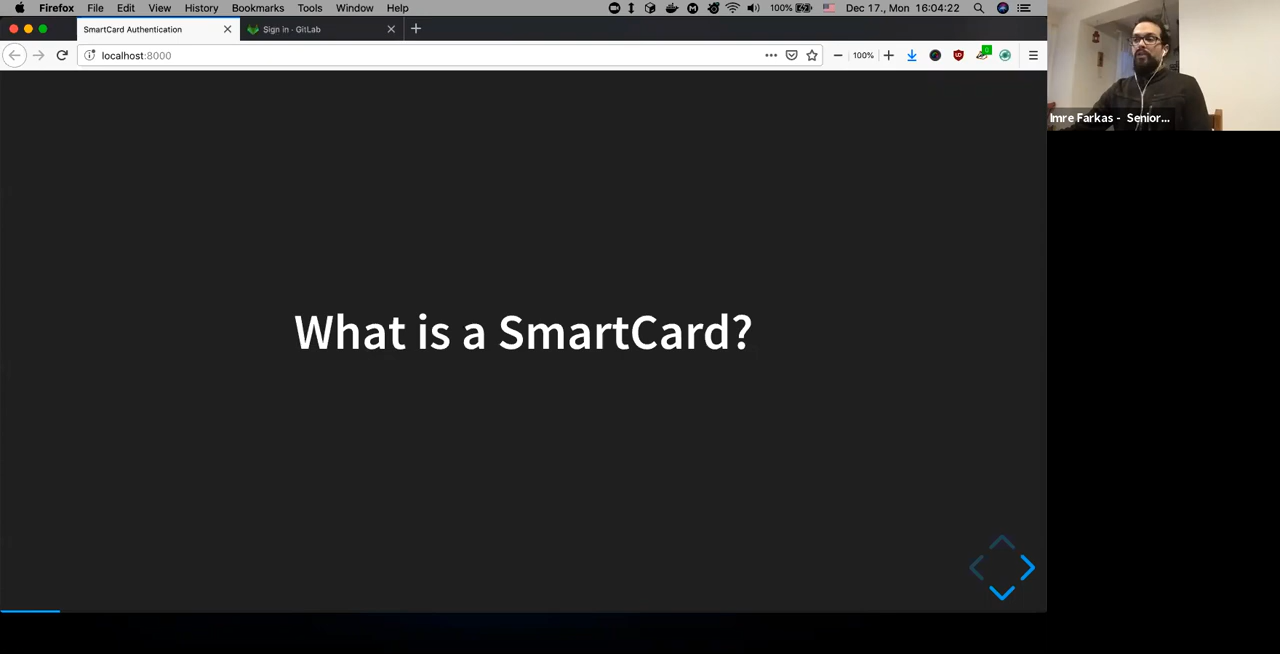 Firefox File Edit View History Bookmarks Tools Window Help 100% Dec 17., Mon 16:04:22
SmartCard Authentication Sign in · GitLab
localhost:8000 100% 0
Imre Farkas - Senior...
What is a SmartCard?